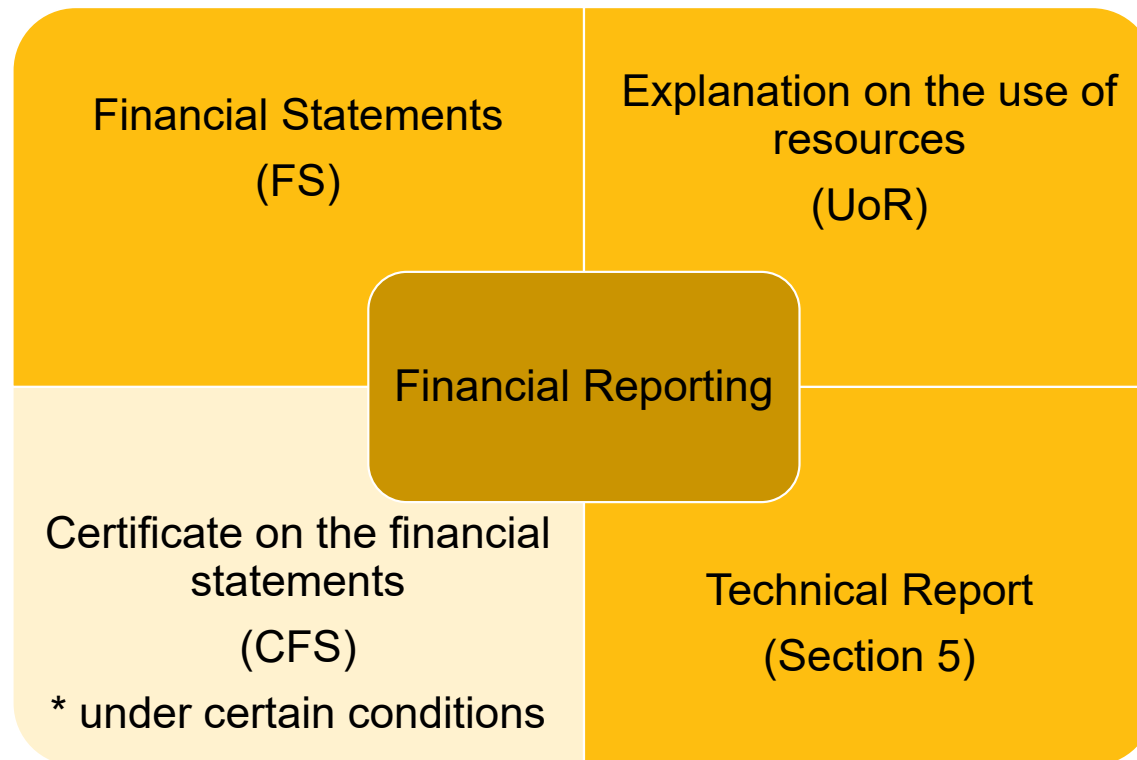 Financial Statements
(FS)
Explanation on the use of
resources
(UoR)
Financial Reporting
Certificate on the financial
statements
(CFS)
* under certain conditions
Technical Report
(Section 5)